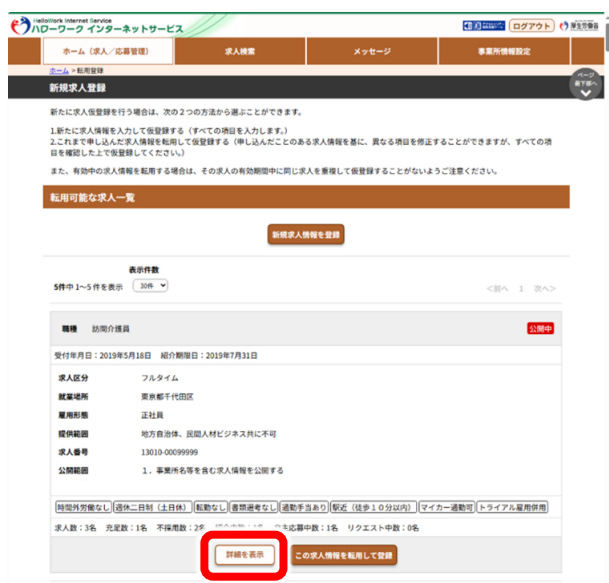 HelloWork Internet Service
ハローワーク インターネットサービス
ログアウト
厚生労働省
ホーム（求人／応募管理）
求人検索
メッセージ
事業所情報設定
ホーム > 転用登録
ページ
最下部へ
新規求人登録
新たに求人仮登録を行う場合は、次の２つの方法から選ぶことができます。
1.新たに求人情報を入力して仮登録する（すべての項目を入力します。）
2.これまで申し込んだ求人情報を転用して仮登録する（申し込んだことのある求人情報を基に、異なる項目を修正することができますが、すべての項
目を確認した上で仮登録してください。）
また、有効中の求人情報を転用する場合は、その求人の有効期間中に同じ求人を重複して仮登録することがないようご注意ください。
転用可能な求人一覧
新規求人情報を登録
表示件数
5件中 1～5 件を表示
30件
<前へ 1 次へ>
職種 訪問介護員
公開中
受付年月日：2019年5月18日 紹介期限日：2019年7月31日
求人区分 フルタイム
就業場所 東京都千代田区
雇用形態 正社員
提供範囲 地方自治体、民間人材ビジネス共に不可
求人番号 13010-00099999
公開範囲 １．事業所名等を含む求人情報を公開する
時間外労働なし 週休二日制（土日休） 転勤なし 書類選考なし 通勤手当あり 駅近（徒歩１０分以内） マイカー通勤可 トライアル雇用併用
求人数：3名 充足数：1名 不採用数：2名 自主応募中数：1名 リクエスト中数：0名
詳細を表示
この求人情報を転用して登録